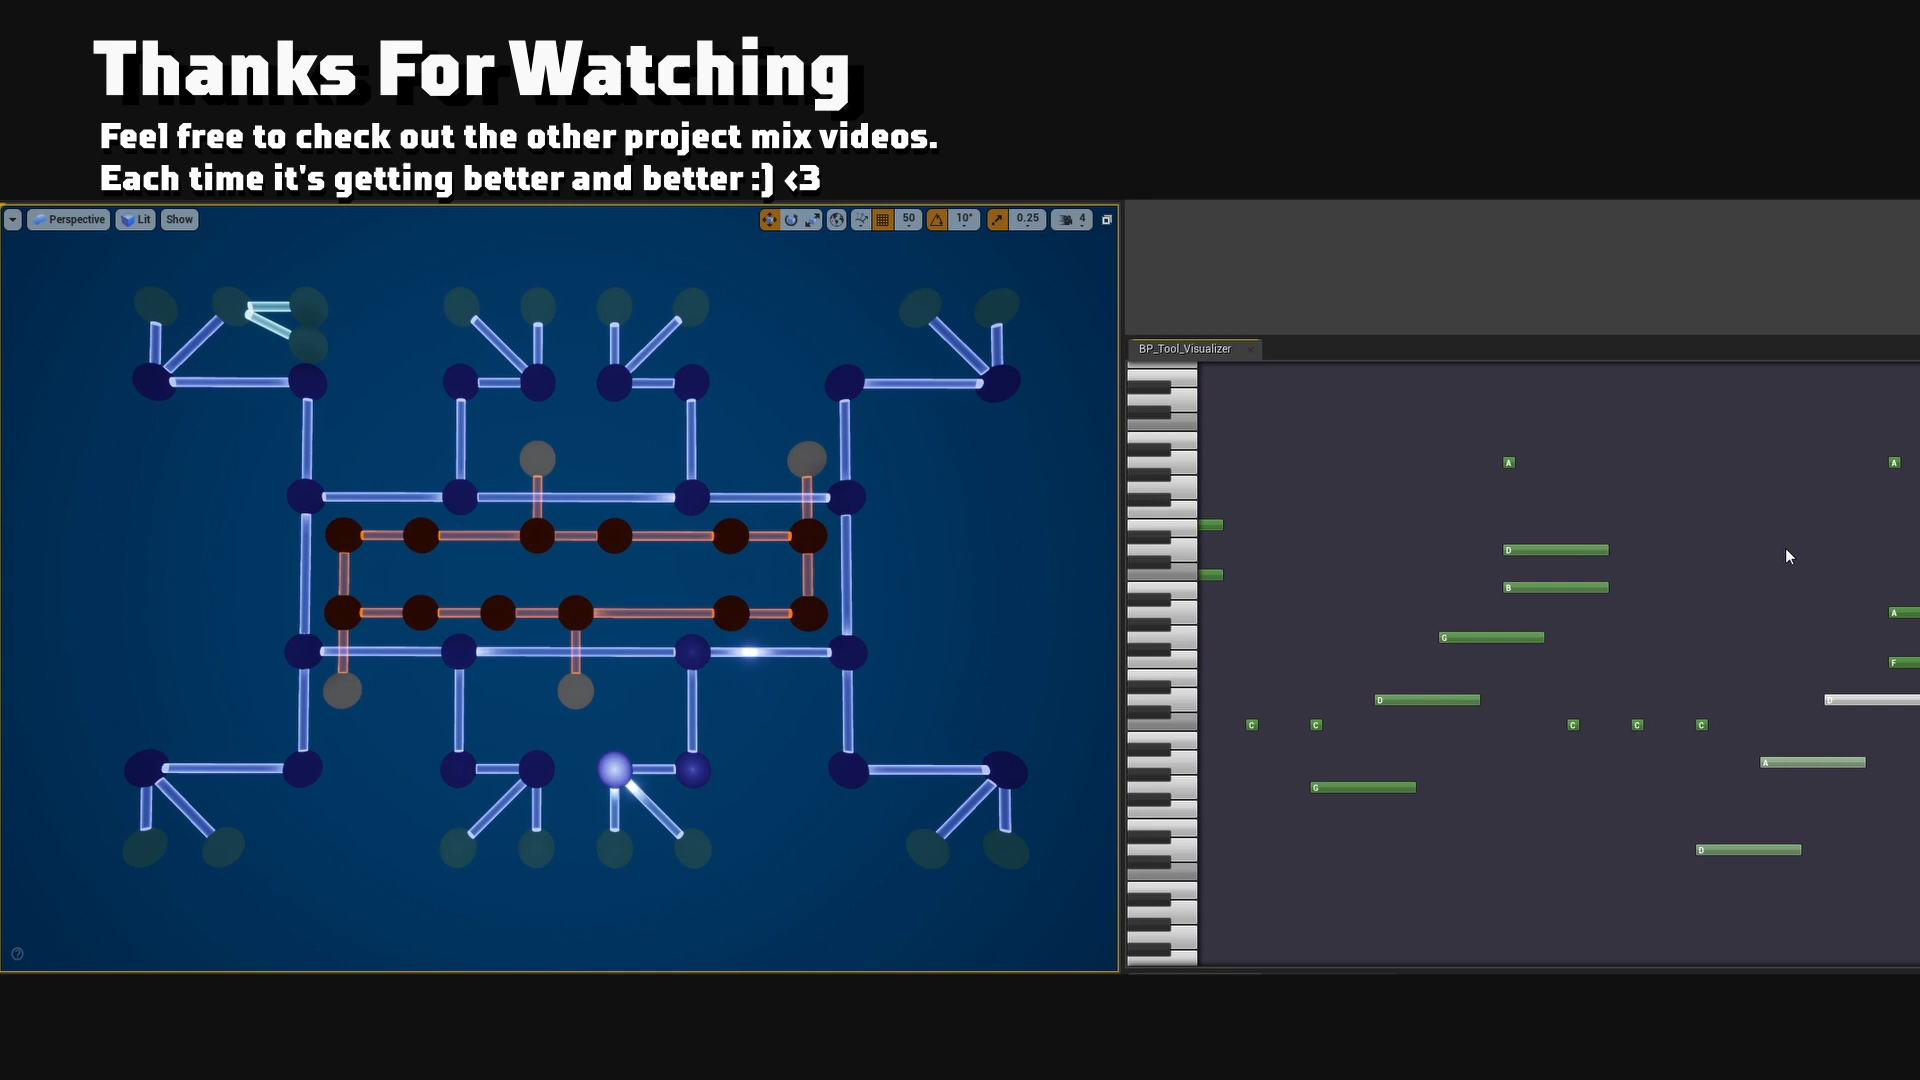 Thanks For Watching
Feel free to check out the other project mix videos.
Each time it's getting better and better :] <3
Perspective Lit Show 50 10° 0.25 4
BP_Tool_Visualizer
A A
D
B
A
G
F
D D
C C C C C
A
G
D